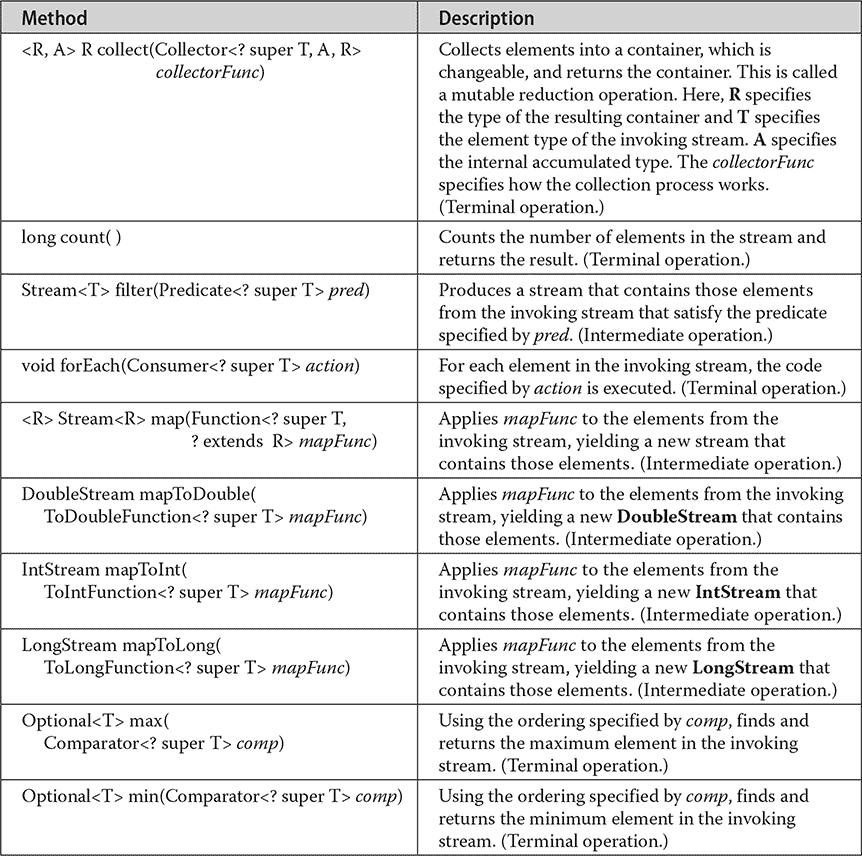 Method Description
<R, A> R collect(Collector<? super T, A, R>
collectorFunc)
Collects elements into a container, which is
changeable, and returns the container. This is called
a mutable reduction operation. Here, R specifies
the type of the resulting container and T specifies
the element type of the invoking stream. A specifies
the internal accumulated type. The collectorFunc
specifies how the collection process works.
(Terminal operation.)
long count( )
Counts the number of elements in the stream and
returns the result. (Terminal operation.)
Stream<T> filter(Predicate<? super T> pred)
Produces a stream that contains those elements
from the invoking stream that satisfy the predicate
specified by pred. (Intermediate operation.)
void forEach(Consumer<? super T> action)
For each element in the invoking stream, the code
specified by action is executed. (Terminal operation.)
<R> Stream<R> map(Function<? super T,
? extends R> mapFunc)
Applies mapFunc to the elements from the
invoking stream, yielding a new stream that
contains those elements. (Intermediate operation.)
DoubleStream mapToDouble(
ToDoubleFunction<? super T> mapFunc)
Applies mapFunc to the elements from the invoking
stream, yielding a new DoubleStream that contains
those elements. (Intermediate operation.)
IntStream mapToInt(
ToIntFunction<? super T> mapFunc)
Applies mapFunc to the elements from the
invoking stream, yielding a new IntStream that
contains those elements. (Intermediate operation.)
LongStream mapToLong(
ToLongFunction<? super T> mapFunc)
Applies mapFunc to the elements from the
invoking stream, yielding a new LongStream that
contains those elements. (Intermediate operation.)
Optional<T> max(
Comparator<? super T> comp)
Using the ordering specified by comp, finds and
returns the maximum element in the invoking
stream. (Terminal operation.)
Optional<T> min(Comparator<? super T> comp)
Using the ordering specified by comp, finds and
returns the minimum element in the invoking
stream. (Terminal operation.)